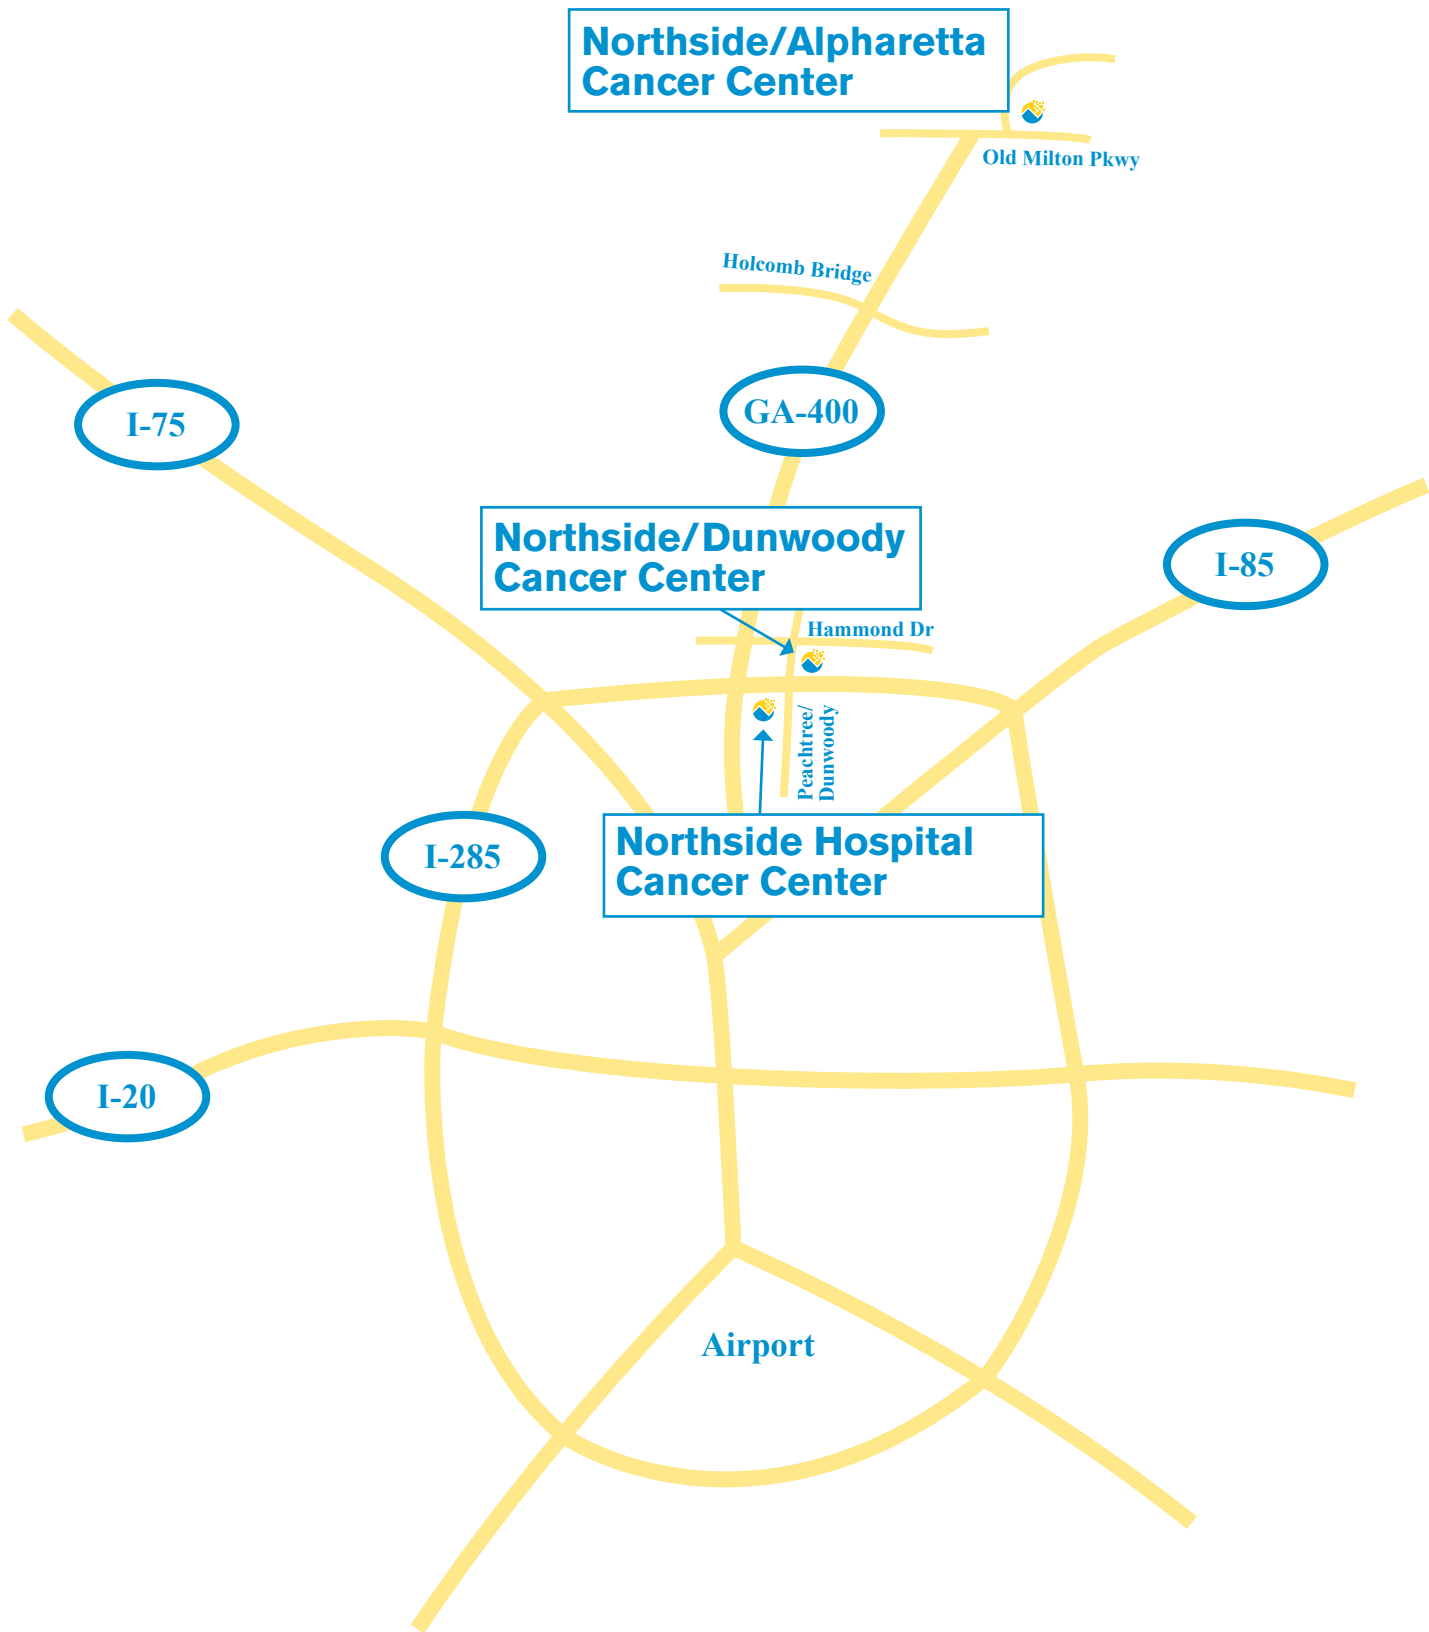 Northside/Alpharetta
Cancer Center
Old Milton Pkwy
Holcomb Bridge
GA-400
I-75
Northside/Dunwoody
Cancer Center
I-85
Hammond Dr
Peachtree/
Dunwoody
Northside Hospital
Cancer Center
I-285
I-20
Airport